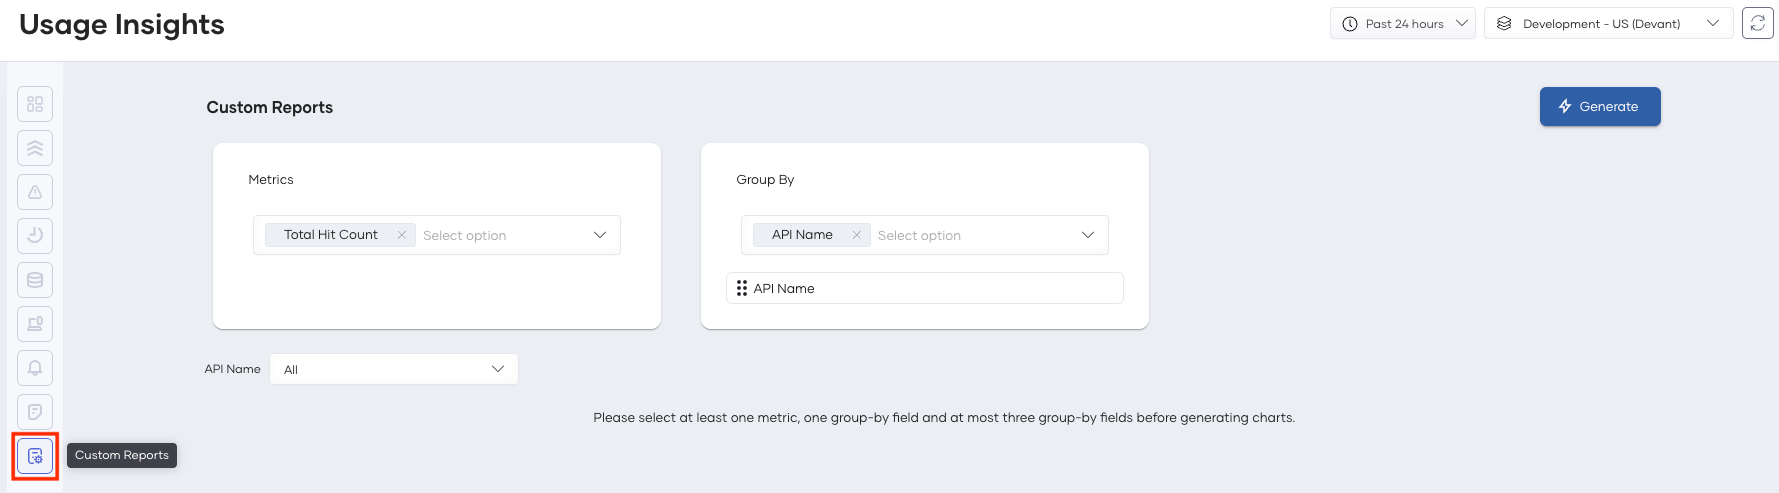 Usage Insights
Past 24 hours
Development - US (Devant)
Custom Reports
Generate
Metrics
Group By
Total Hit Count
Select option
API Name
Select option
API Name
API Name
All
Please select at least one metric, one group-by field and at most three group-by fields before generating charts.
Custom Reports